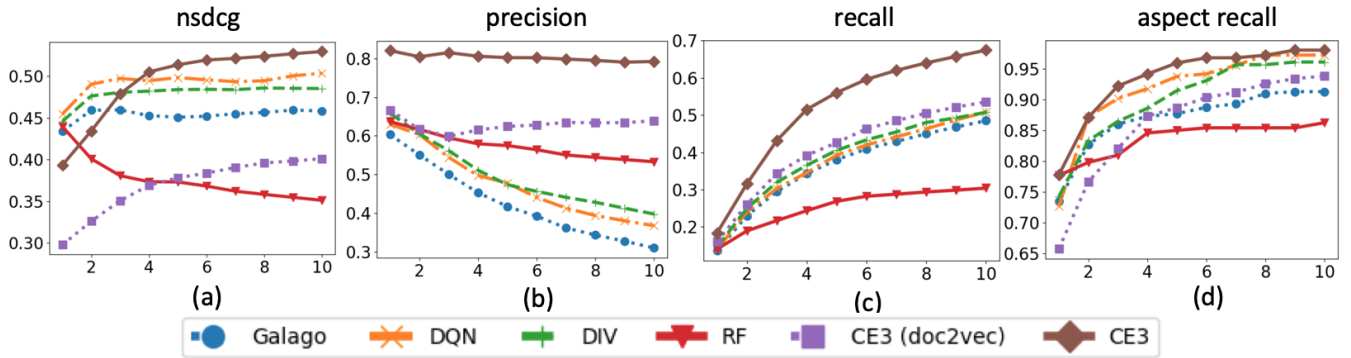 nsdcg precision recall aspect recall
0.50
0.45
0.40
0.35
0.30
2 4 6 8 10
(a)
0.8
0.7
0.6
0.5
0.4
0.3
2 4 6 8 10
(b)
0.7
0.6
0.5
0.4
0.3
0.2
2 4 6 8 10
(c)
0.95
0.90
0.85
0.80
0.75
0.70
0.65
2 4 6 8 10
(d)
Galago DQN DIV RF CE3 (doc2vec) CE3